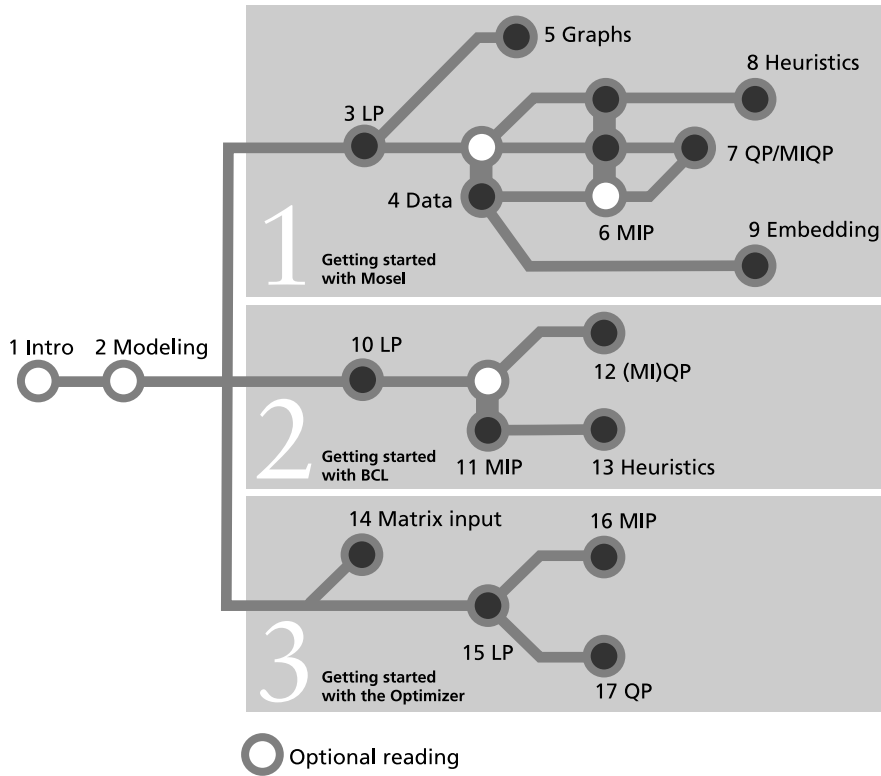 5 Graphs
8 Heuristics
3 LP
7 QP/MIQP
4 Data
6 MIP
9 Embedding
1
Getting started
with Mosel
1 Intro
2 Modeling
10 LP
12 (MI)QP
11 MIP
13 Heuristics
2
Getting started
with BCL
14 Matrix input
16 MIP
15 LP
17 QP
3
Getting started
with the Optimizer
Optional reading